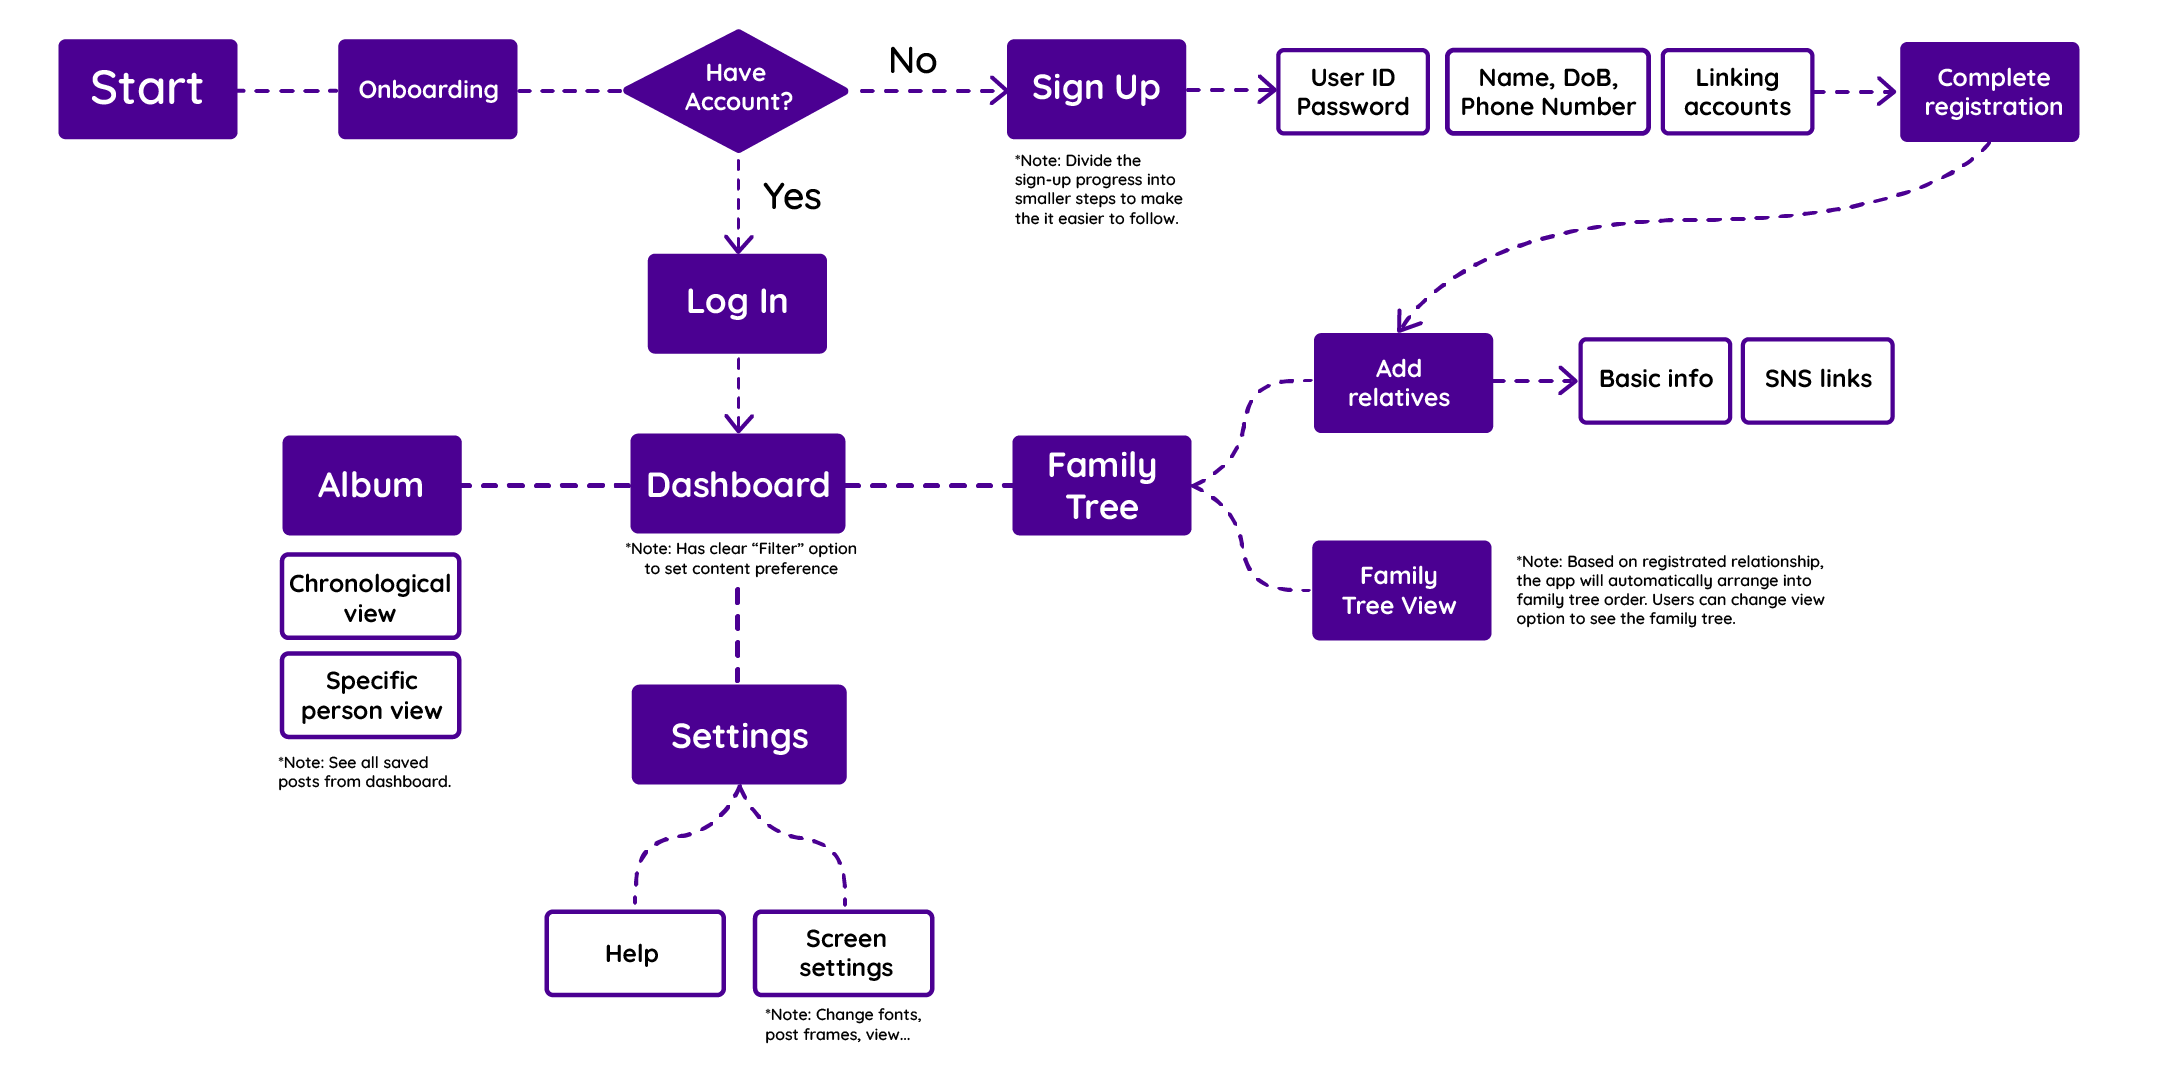 Start
Onboarding
Have
Account?
No
Sign Up
User ID
Password
Name, DoB,
Phone Number
Linking
accounts
Complete
registration
*Note: Divide the
sign-up progress into
smaller steps to make
the it easier to follow.
Yes
Log In
Add
relatives
Basic info
SNS links
Album
Dashboard
Family
Tree
*Note: Has clear “Filter” option
to set content preference
Chronological
view
Specific
person view
*Note: See all saved
posts from dashboard.
Family
Tree View
*Note: Based on registrated relationship,
the app will automatically arrange into
family tree order. Users can change view
option to see the family tree.
Settings
Help
Screen
settings
*Note: Change fonts,
post frames, view...